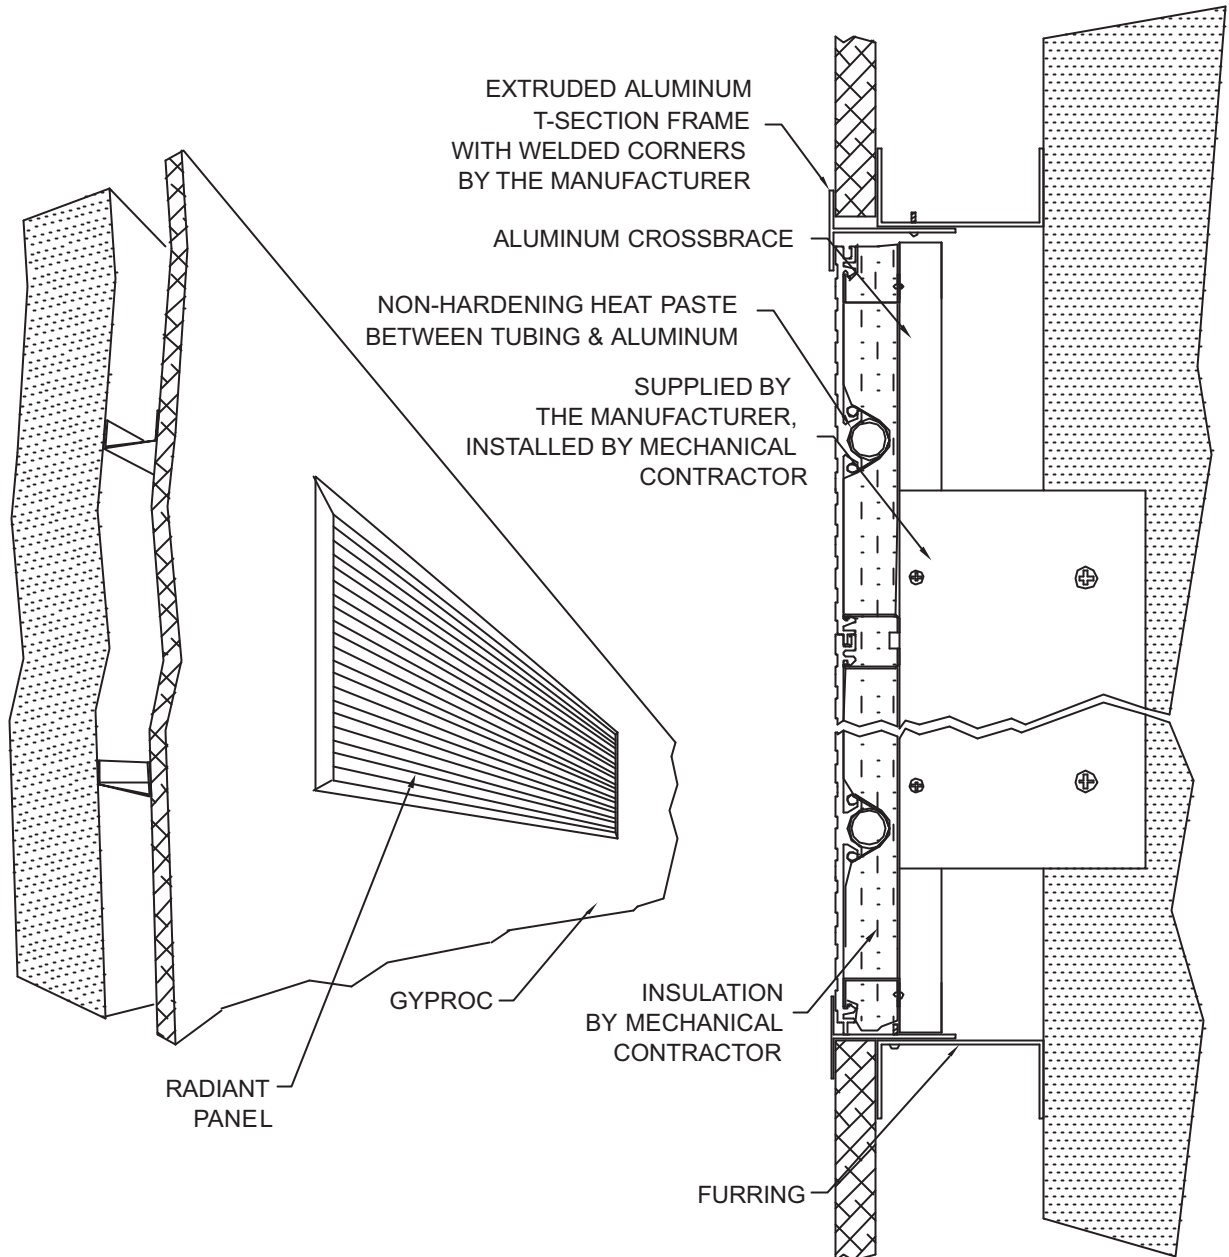 EXTRUDED ALUMINUM
T-SECTION FRAME
WITH WELDED CORNERS
BY THE MANUFACTURER
ALUMINUM CROSSBRACE
NON-HARDENING HEAT PASTE
BETWEEN TUBING & ALUMINUM
SUPPLIED BY
THE MANUFACTURER,
INSTALLED BY MECHANICAL
CONTRACTOR
GYPROC
INSULATION
BY MECHANICAL
CONTRACTOR
RADIANT
PANEL
FURRING